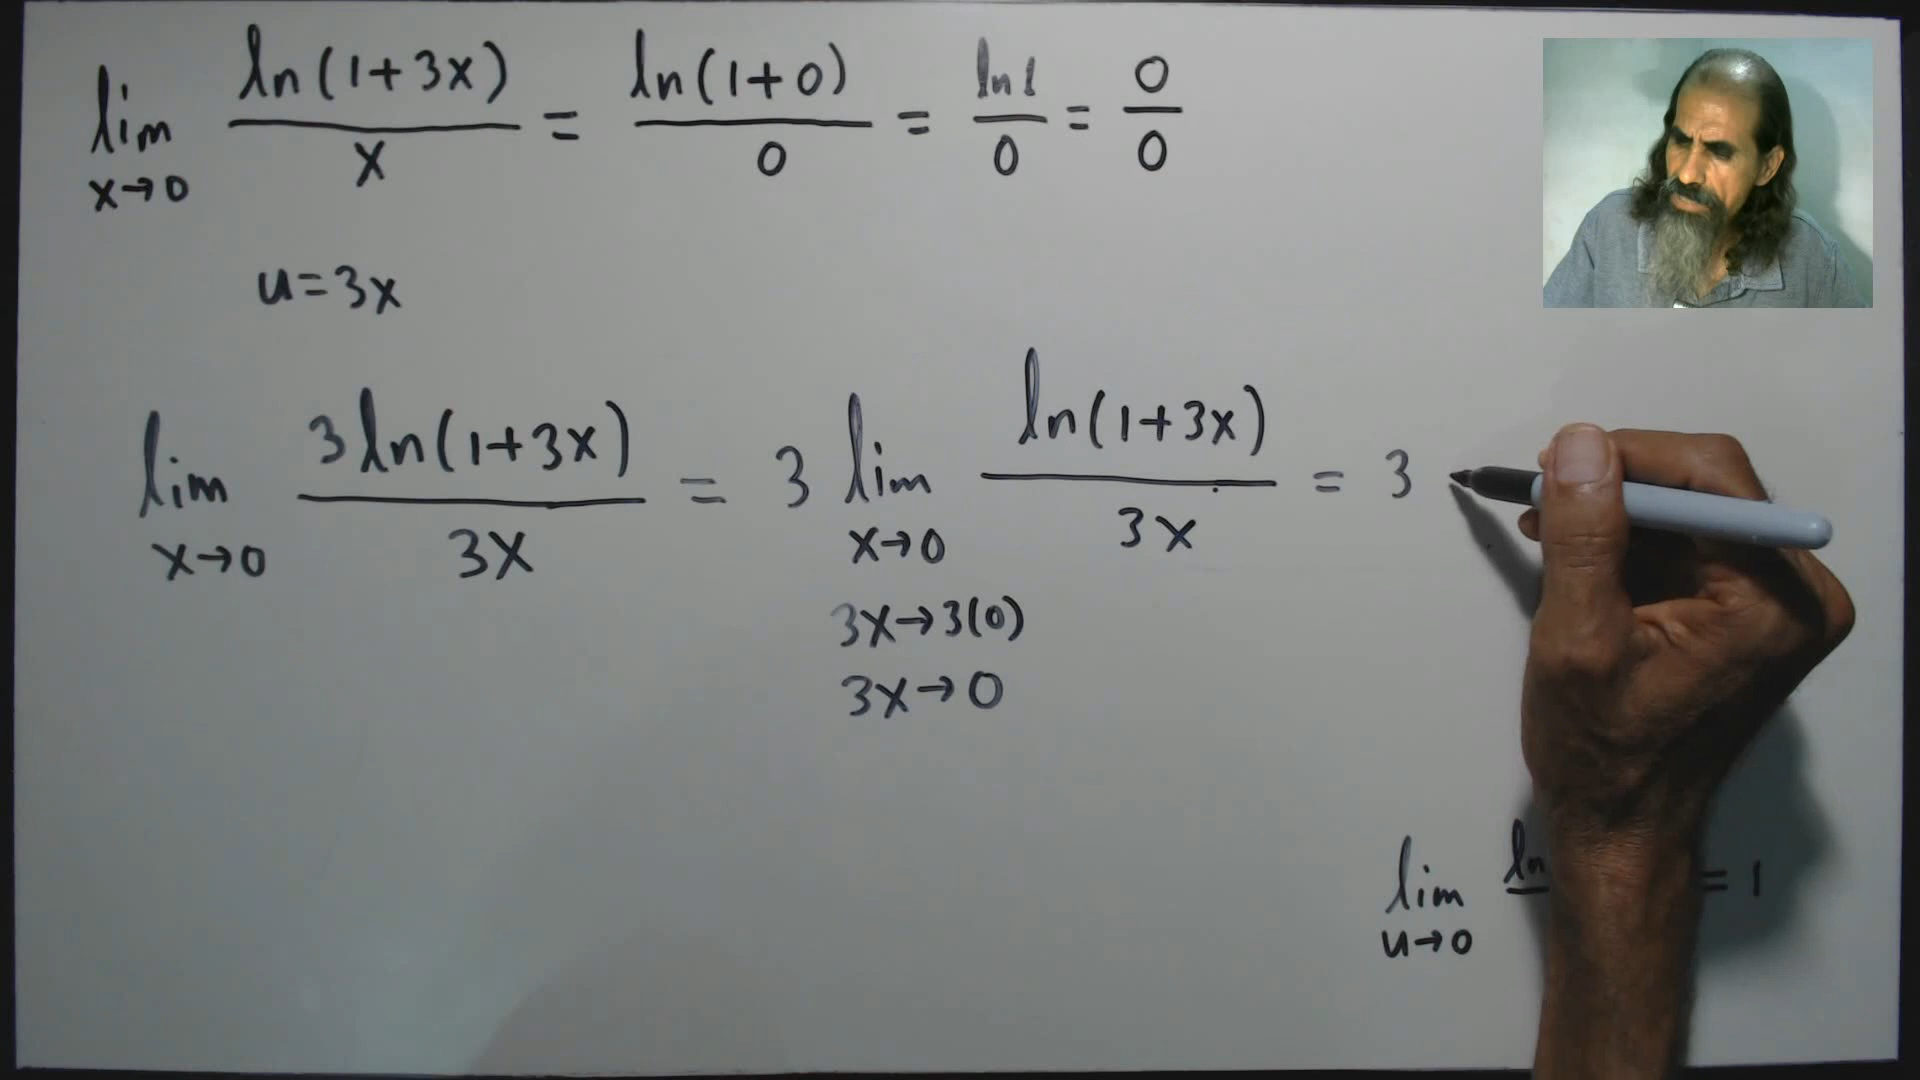 lim x→0 ln(1+3x)/x = ln(1+0)/0 = ln1/0 = 0/0
u=3x
lim x→0 3ln(1+3x)/3x = 3 lim x→0 ln(1+3x)/3x = 3
3x→3(0)
3x→0
lim u→0 ln = 1